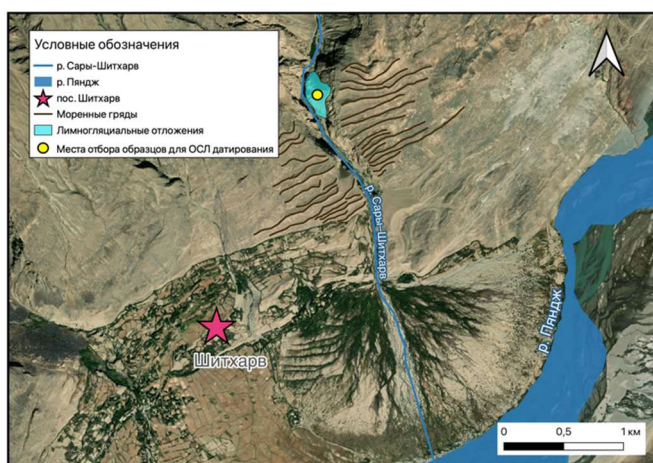 Условные обозначения
р. Сары-Шитхарв
р. Пяндж
пос. Шитхарв
Моренные гряды
Лимногляциальные отложения
Места отбора образцов для ОСЛ датирования
р. Сары-Шитхарв
р. Пяндж
Шитхарв
0 0,5 1 км